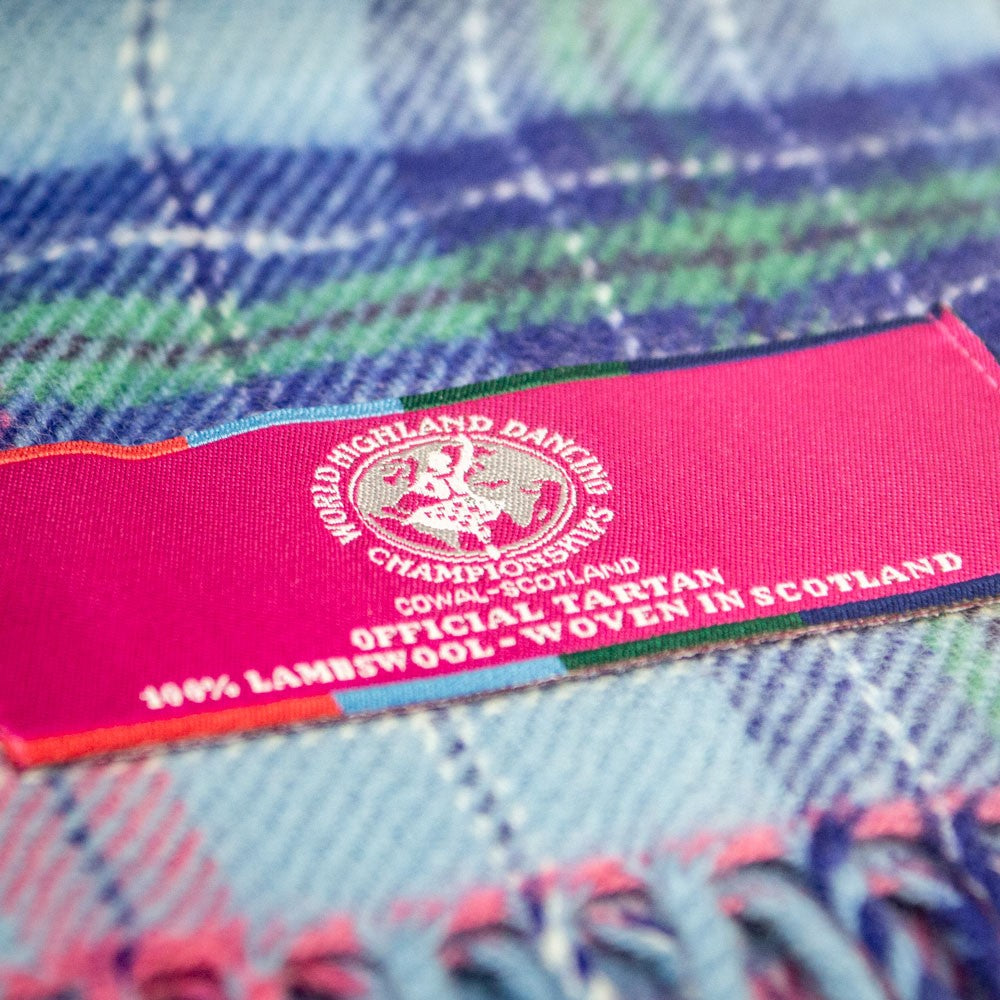 WORLD HIGHLAND DANCING
CHAMPIONSHIPS
COWAL-SCOTLAND
OFFICIAL TARTAN
100% LAMBSWOOL - WOVEN IN SCOTLAND